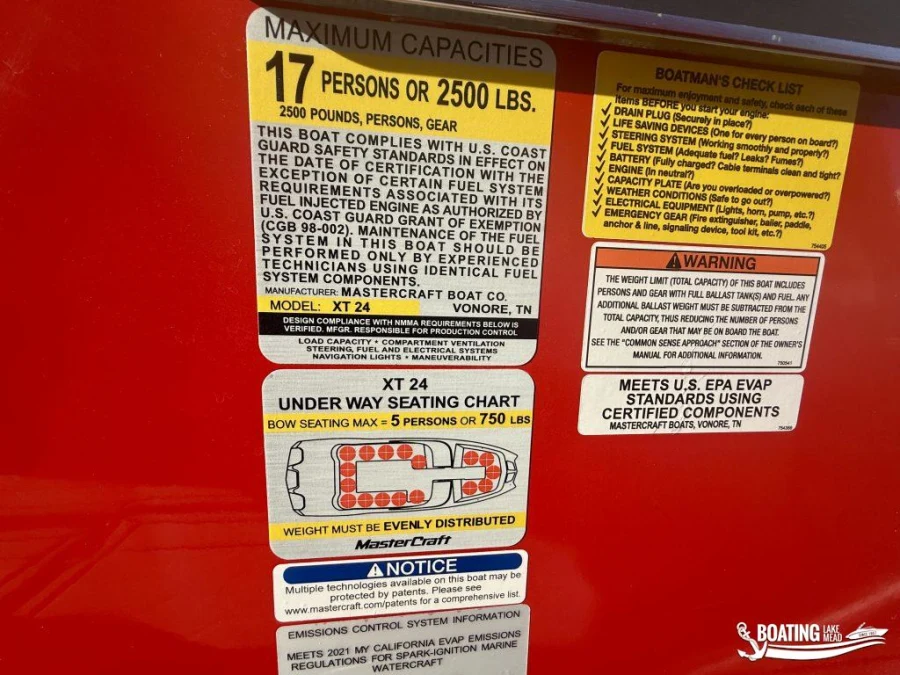 MAXIMUM CAPACITIES
17 PERSONS OR 2500 LBS.
2500 POUNDS, PERSONS, GEAR
THIS BOAT COMPLIES WITH U.S. COAST
GUARD SAFETY STANDARDS IN EFFECT ON
THE DATE OF CERTIFICATION WITH THE
EXCEPTION OF CERTAIN FUEL SYSTEM
REQUIREMENTS ASSOCIATED WITH ITS
FUEL INJECTED ENGINE AS AUTHORIZED BY
U.S. COAST GUARD GRANT OF EXEMPTION
(CGB 98-002). MAINTENANCE OF THE FUEL
SYSTEM IN THIS BOAT SHOULD BE
PERFORMED ONLY BY EXPERIENCED
TECHNICIANS USING IDENTICAL FUEL
SYSTEM COMPONENTS.
MANUFACTURER: MASTERCRAFT BOAT CO.
MODEL: XT 24 VONORE, TN
DESIGN COMPLIANCE WITH NMMA REQUIREMENTS BELOW IS
VERIFIED. MFGR. RESPONSIBLE FOR PRODUCTION CONTROL
LOAD CAPACITY • COMPARTMENT VENTILATION
STEERING, FUEL AND ELECTRICAL SYSTEMS
NAVIGATION LIGHTS • MANEUVERABILITY
XT 24
UNDER WAY SEATING CHART
BOW SEATING MAX = 5 PERSONS OR 750 LBS
WEIGHT MUST BE EVENLY DISTRIBUTED
MasterCraft
NOTICE
Multiple technologies available on this boat may be
protected by patents. Please see
www.mastercraft.com/patents for a comprehensive list.
EMISSIONS CONTROL SYSTEM INFORMATION
MEETS 2021 MY CALIFORNIA EVAP EMISSIONS
REGULATIONS FOR SPARK-IGNITION MARINE
WATERCRAFT
BOATMAN'S CHECK LIST
For maximum enjoyment and safety, check each of these
items BEFORE you start your engine:
✓ DRAIN PLUG (Securely in place?)
✓ LIFE SAVING DEVICES (One for every person on board?)
✓ STEERING SYSTEM (Working smoothly and properly?)
✓ FUEL SYSTEM (Adequate fuel? Leaks? Fumes?)
✓ BATTERY (Fully charged? Cable terminals clean and tight?
✓ ENGINE (In neutral?)
✓ CAPACITY PLATE (Are you overloaded or overpowered?)
✓ WEATHER CONDITIONS (Safe to go out?)
✓ ELECTRICAL EQUIPMENT (Lights, horn, pump, etc.?)
✓ EMERGENCY GEAR (Fire extinguisher, bailer, paddle,
anchor & line, signaling device, tool kit, etc.?)
WARNING
THE WEIGHT LIMIT (TOTAL CAPACITY) OF THIS BOAT INCLUDES
PERSONS AND GEAR WITH FULL BALLAST TANK(S) AND FUEL. ANY
ADDITIONAL BALLAST WEIGHT MUST BE SUBTRACTED FROM THE
TOTAL CAPACITY, THUS REDUCING THE NUMBER OF PERSONS
AND/OR GEAR THAT MAY BE ON BOARD THE BOAT.
SEE THE "COMMON SENSE APPROACH" SECTION OF THE OWNER'S
MANUAL FOR ADDITIONAL INFORMATION.
MEETS U.S. EPA EVAP
STANDARDS USING
CERTIFIED COMPONENTS
MASTERCRAFT BOATS, VONORE, TN
BOATING LAKE MEAD